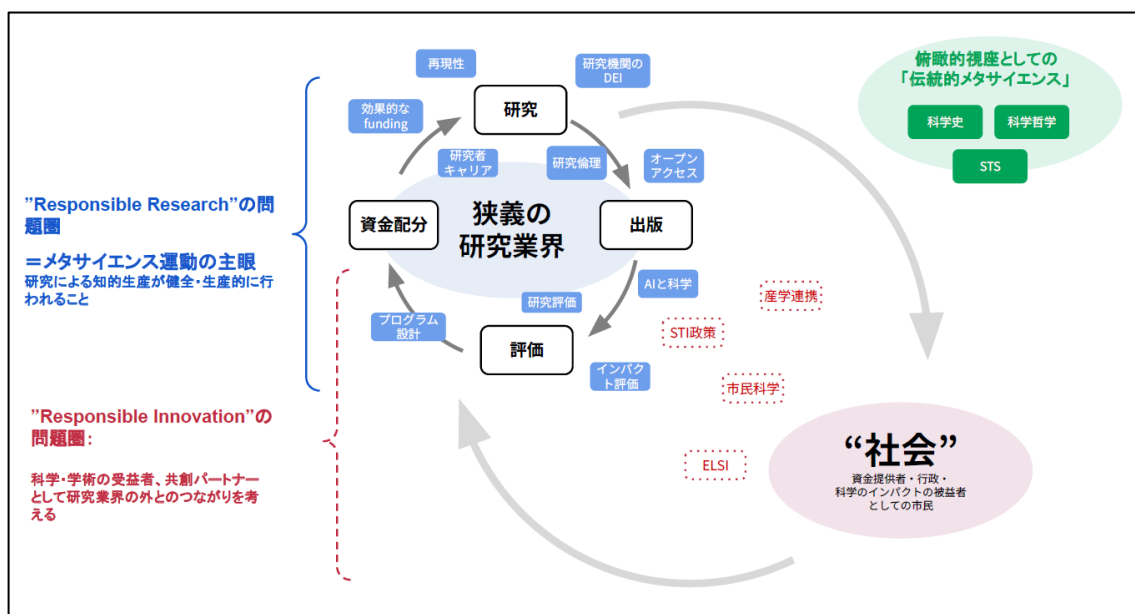 俯瞰的視座としての
「伝統的メタサイエンス」
科学史
科学哲学
STS
再現性
研究機関の
DEI
研究
効果的な
funding
研究者
キャリア
研究倫理
オープン
アクセス
資金配分
狭義の
研究業界
出版
研究評価
AIと科学
プログラム
設計
評価
インパク
ト評価
”Responsible Research”の問
題圏
＝メタサイエンス運動の主眼
研究による知的生産が健全・生産的に行
われること
”Responsible Innovation”の
問題圏：
科学・学術の受益者、共創パートナー
として研究業界の外とのつながりを考
える
産学連携
STI政策
市民科学
ELSI
“社会”
資金提供者・行政・
科学のインパクトの被益者
としての市民